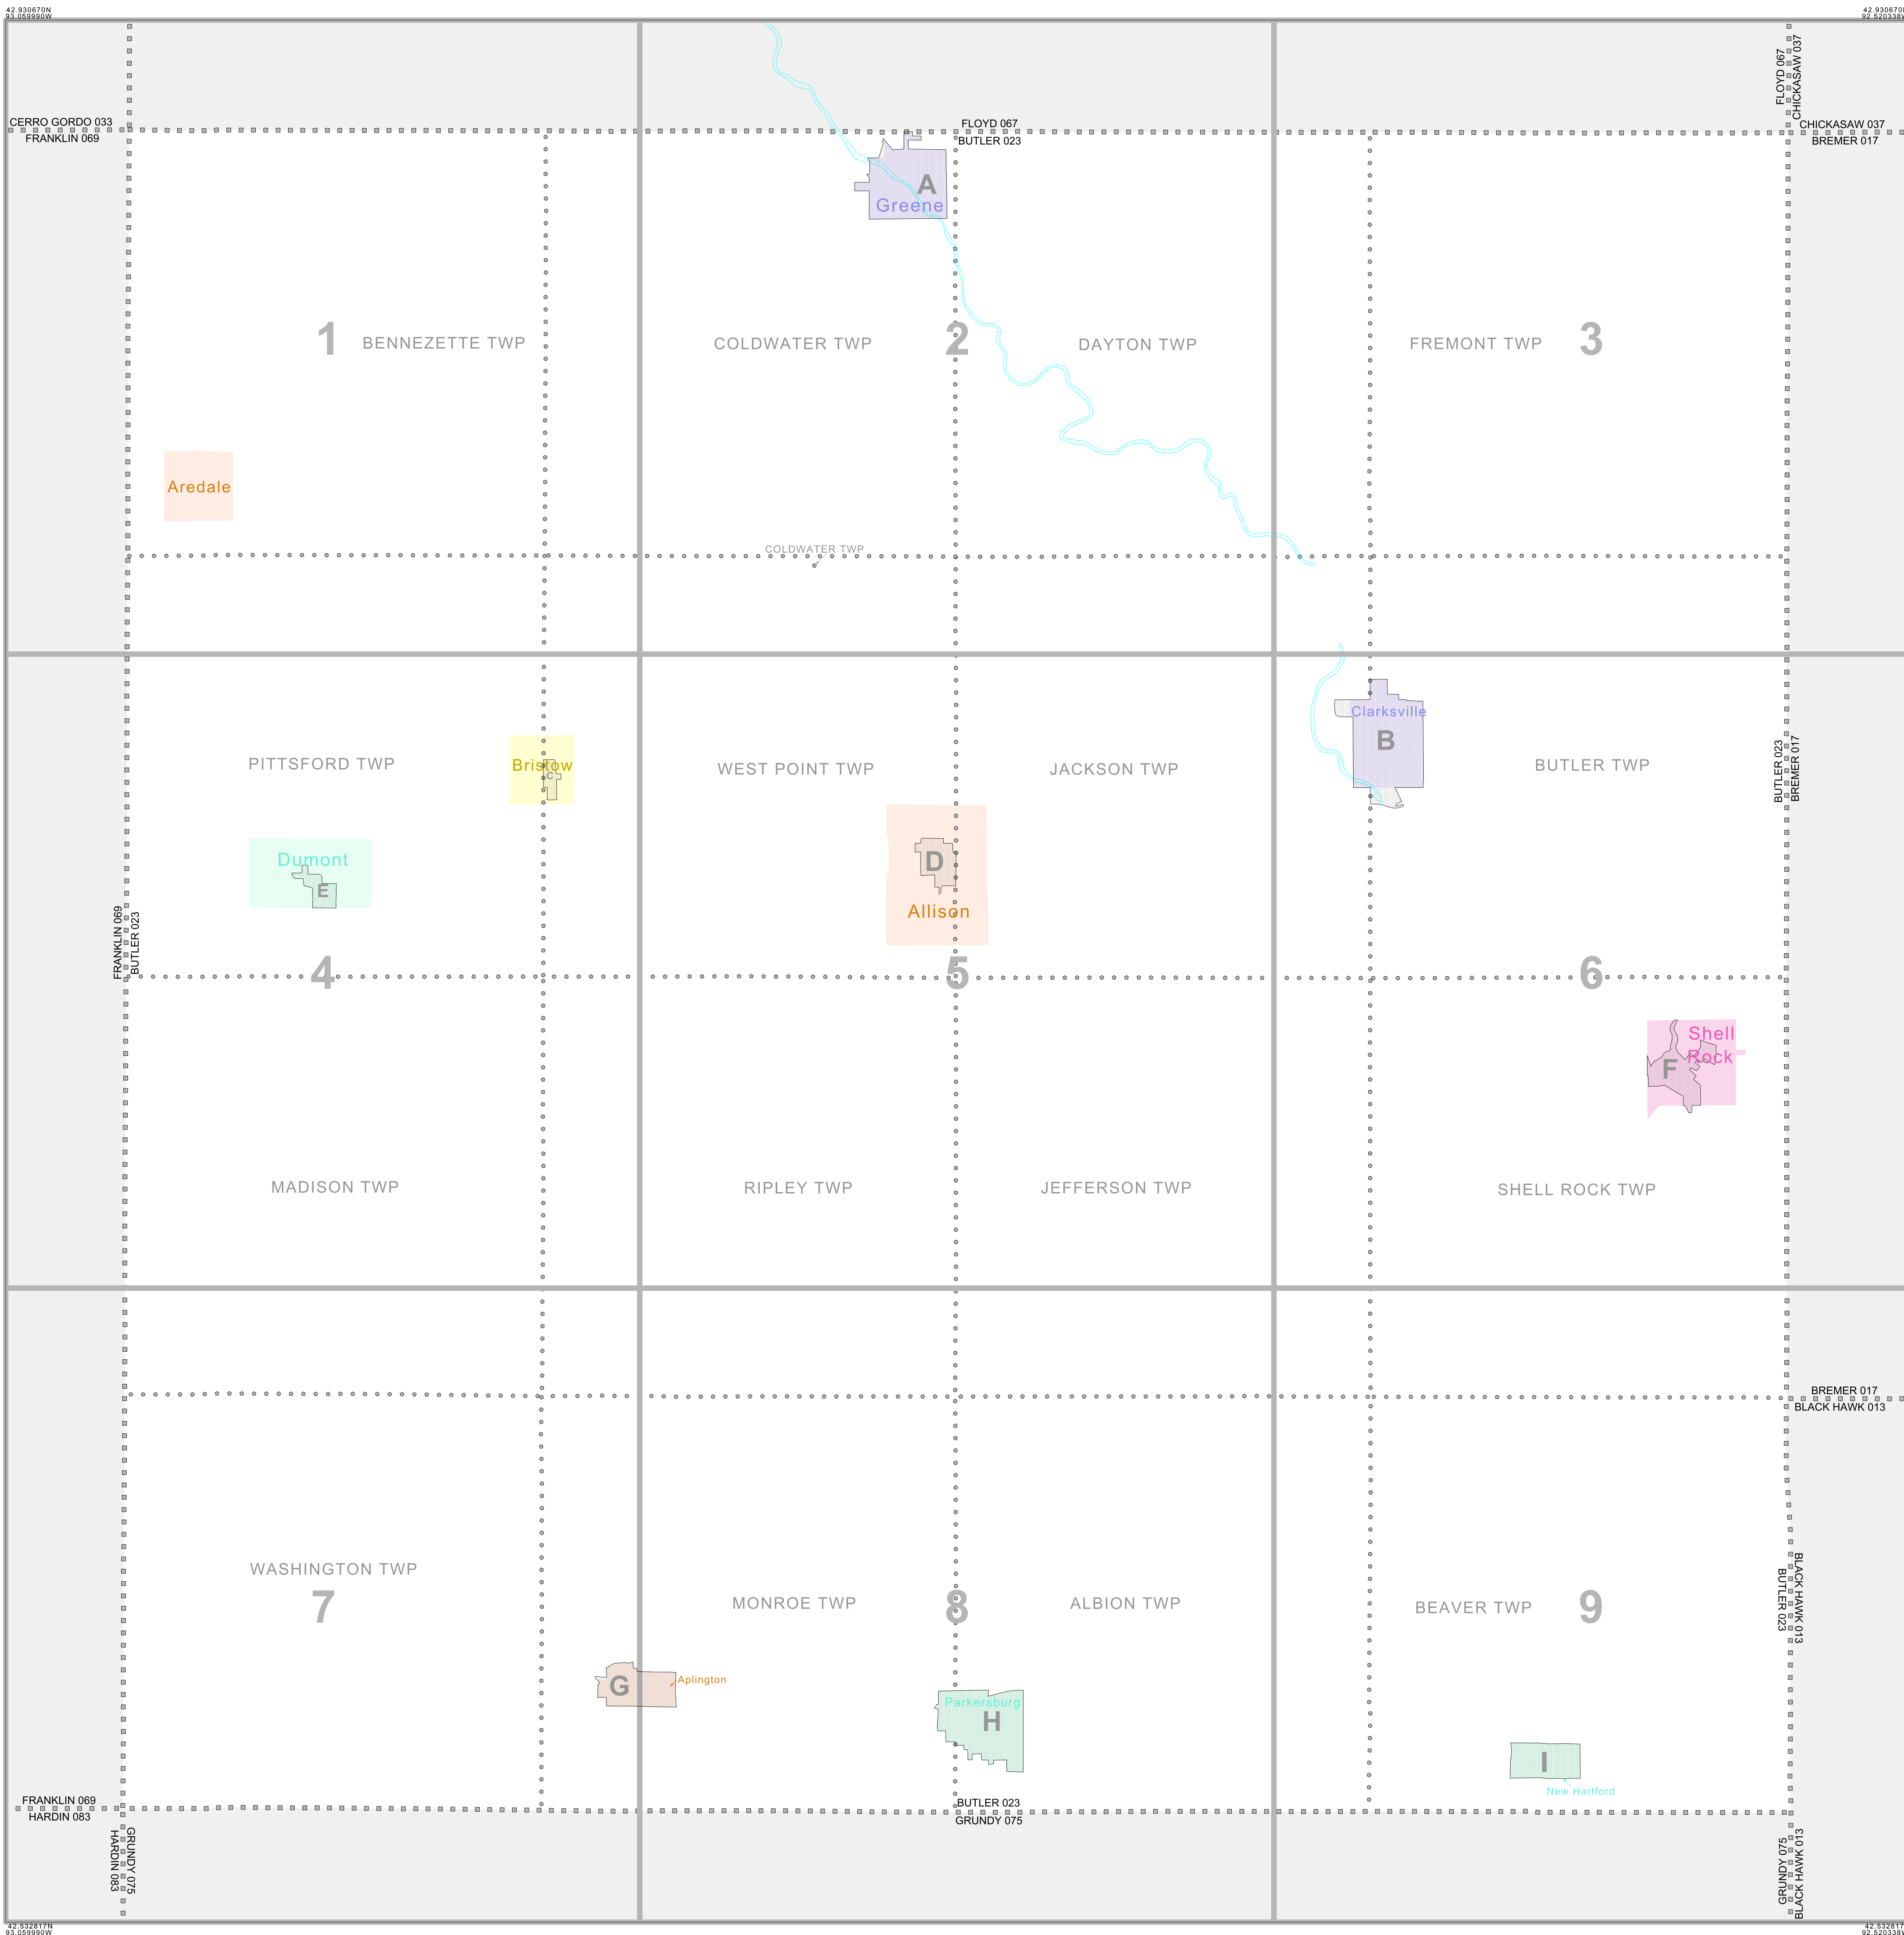 42.930670N
93.059990W
42.930670N
92.520338W
FLOYD 067
CHICKASAW 037
CERRO GORDO 033
FRANKLIN 069
FLOYD 067
BUTLER 023
CHICKASAW 037
BREMER 017
A
Greene
1
BENNEZETTE TWP
COLDWATER TWP
2
DAYTON TWP
FREMONT TWP
3
Aredale
COLDWATER TWP
Clarksville
B
PITTSFORD TWP
Bristow
C
WEST POINT TWP
JACKSON TWP
BUTLER TWP
BUTLER 023
BREMER 017
Dumont
E
D
Allison
FRANKLIN 069
BUTLER 023
4
5
6
Shell
Rock
F
MADISON TWP
RIPLEY TWP
JEFFERSON TWP
SHELL ROCK TWP
BREMER 017
BLACK HAWK 013
WASHINGTON TWP
7
MONROE TWP
8
ALBION TWP
BEAVER TWP
9
BUTLER 023
BLACK HAWK 013
G
Aplington
Parkersburg
H
I
New Hartford
FRANKLIN 069
HARDIN 083
BUTLER 023
GRUNDY 075
HARDIN 083
GRUNDY 075
GRUNDY 075
BLACK HAWK 013
42.532817N
93.059990W
42.532817N
92.520338W